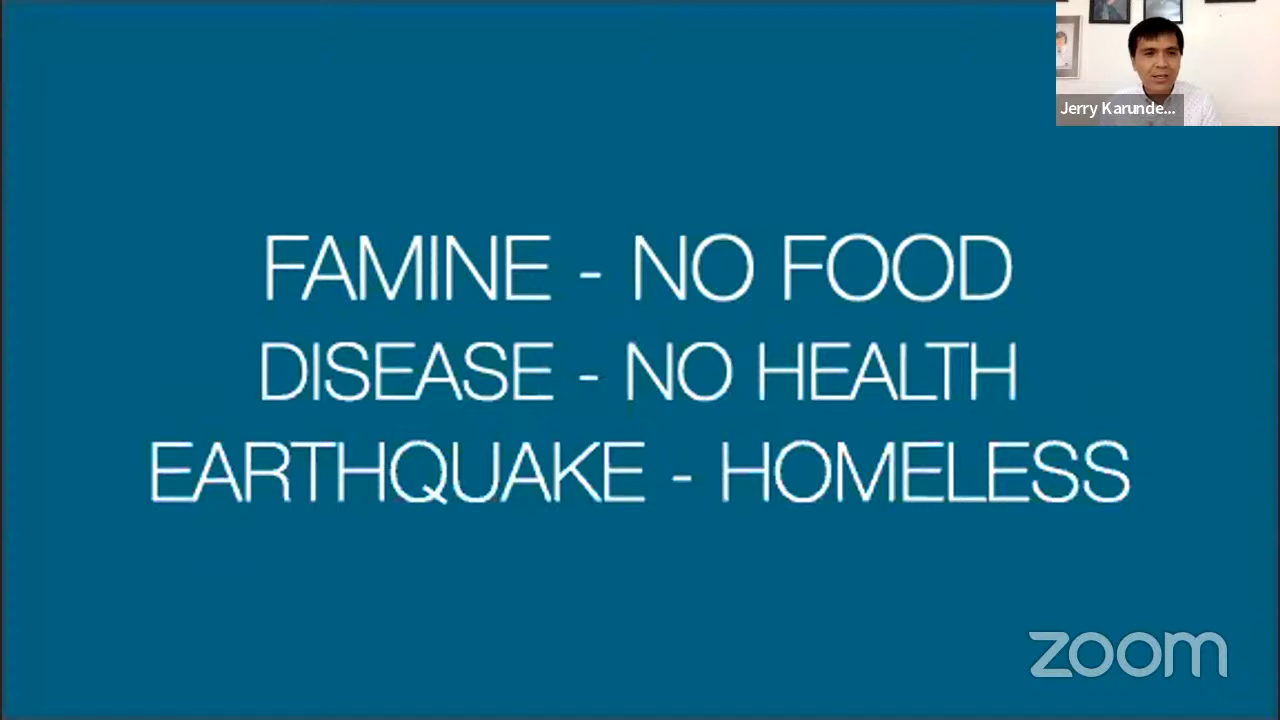 Jerry Karunde...
FAMINE - NO FOOD
DISEASE - NO HEALTH
EARTHQUAKE - HOMELESS
zoom